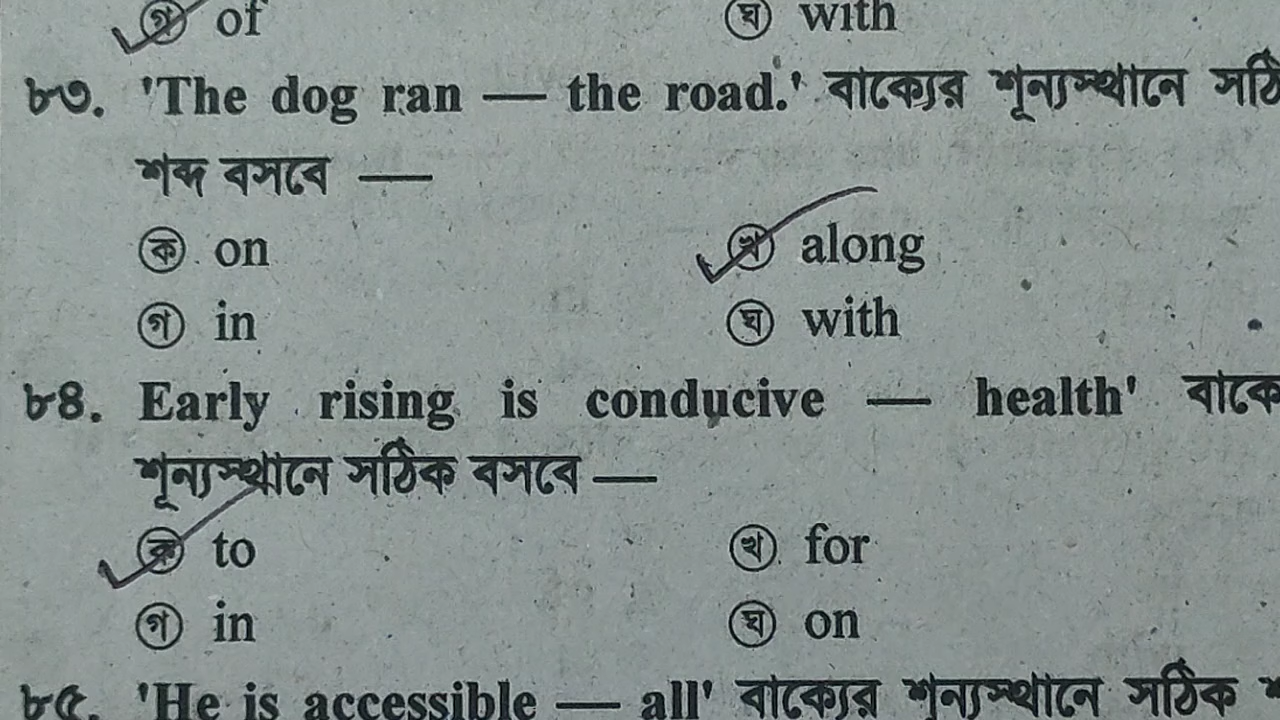 গ of ঘ with
৮৩. 'The dog ran — the road.' বাক্যের শূন্যস্থানে সঠি
শব্দ বসবে —
ক on খ along
গ in ঘ with
৮৪. Early rising is conducive — health' বাকে
শূন্যস্থানে সঠিক বসবে —
ক to খ for
গ in ঘ on
৮৫. 'He is accessible — all' বাক্যের শূন্যস্থানে সঠিক